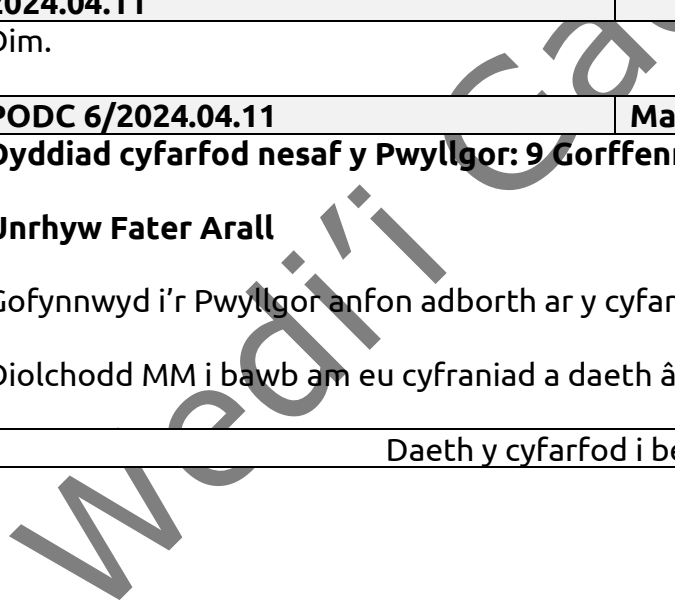 2024.04.11
Dim.
PODC 6/2024.04.11 Ma
Dyddiad cyfarfod nesaf y Pwyllgor: 9 Gorffen
Unrhyw Fater Arall
Gofynnwyd i’r Pwyllgor anfon adborth ar y cyfar
Diolchodd MM i bawb am eu cyfraniad a daeth â
Daeth y cyfarfod i be
Wedi’i Ca